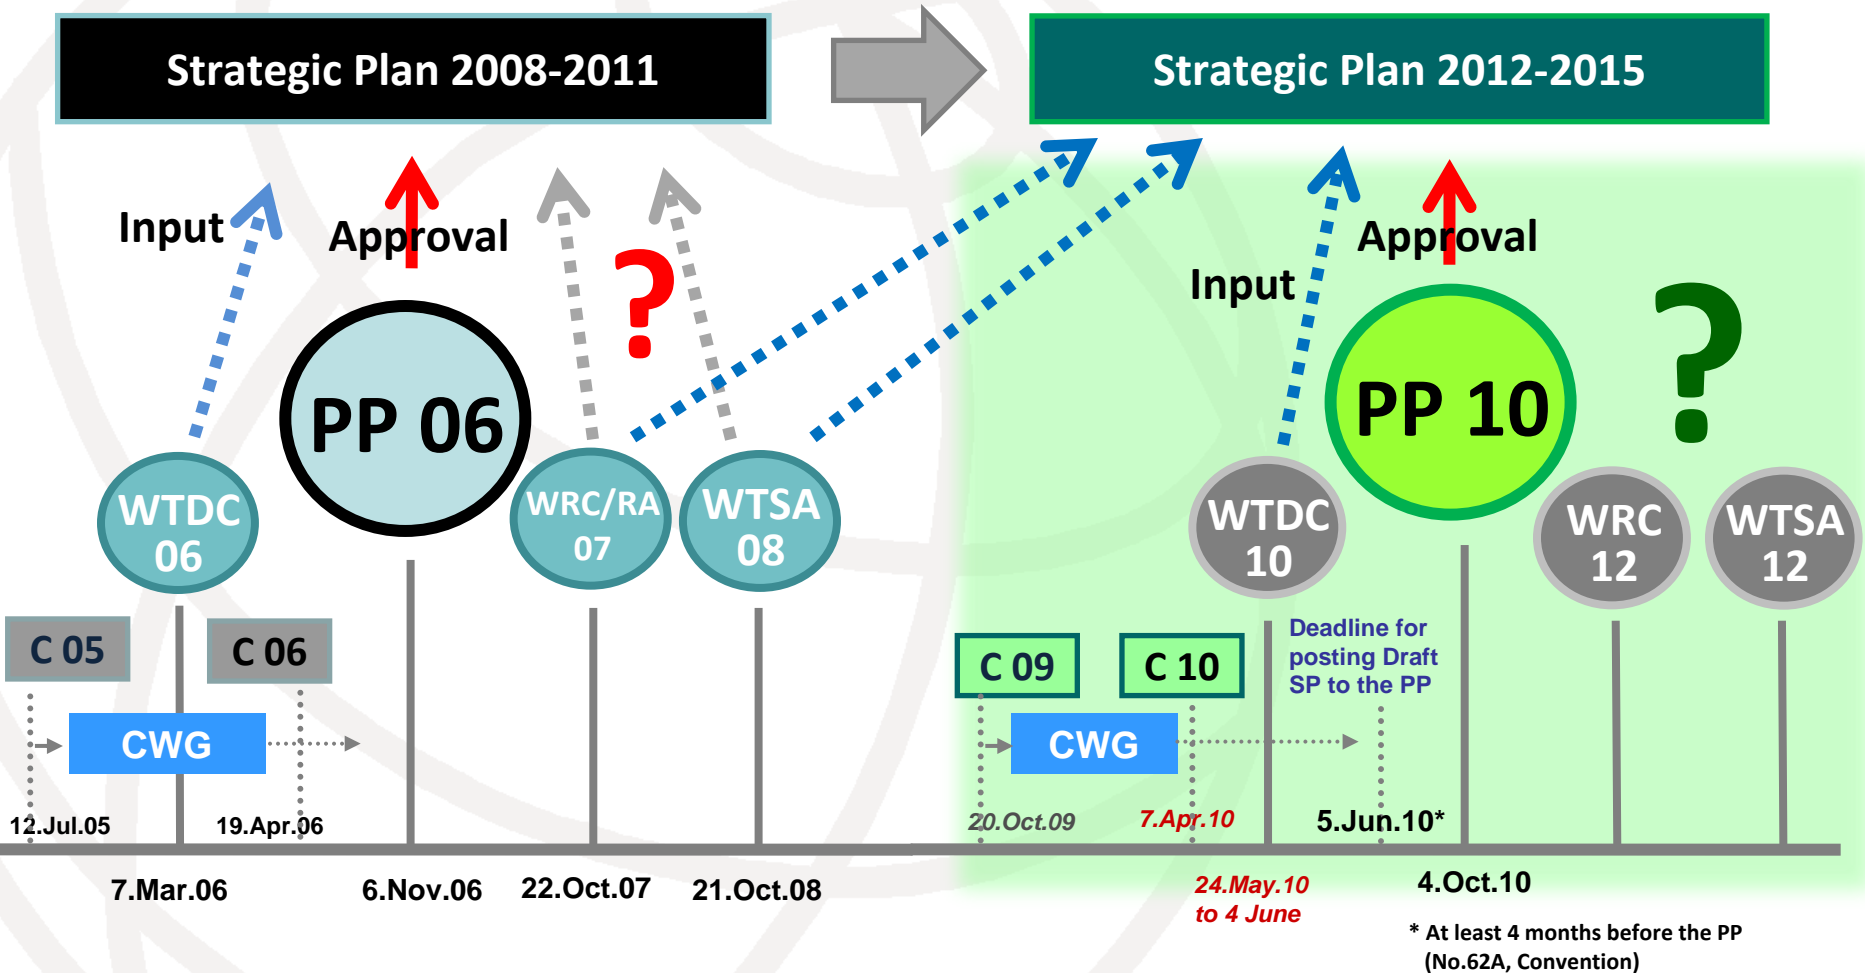 Strategic Plan 2008-2011
Strategic Plan 2012-2015
Input
Approval
?
Input
Approval
?
PP 06
PP 10
WTDC
06
WRC/RA
07
WTSA
08
WTDC
10
WRC
12
WTSA
12
C 05
C 06
C 09
C 10
Deadline for
posting Draft
SP to the PP
CWG
CWG
12.Jul.05
19.Apr.06
20.Oct.09
7.Apr.10
5.Jun.10*
7.Mar.06
6.Nov.06
22.Oct.07
21.Oct.08
24.May.10
to 4 June
4.Oct.10
* At least 4 months before the PP
(No.62A, Convention)